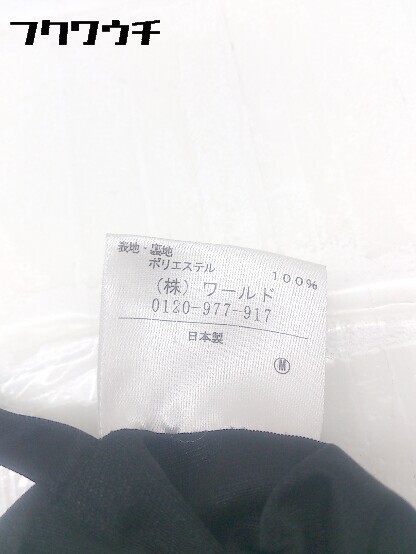 フクワウチ
表地・裏地
ポリエステル 100%
(株) ワールド
0120-977-917
日本製
M